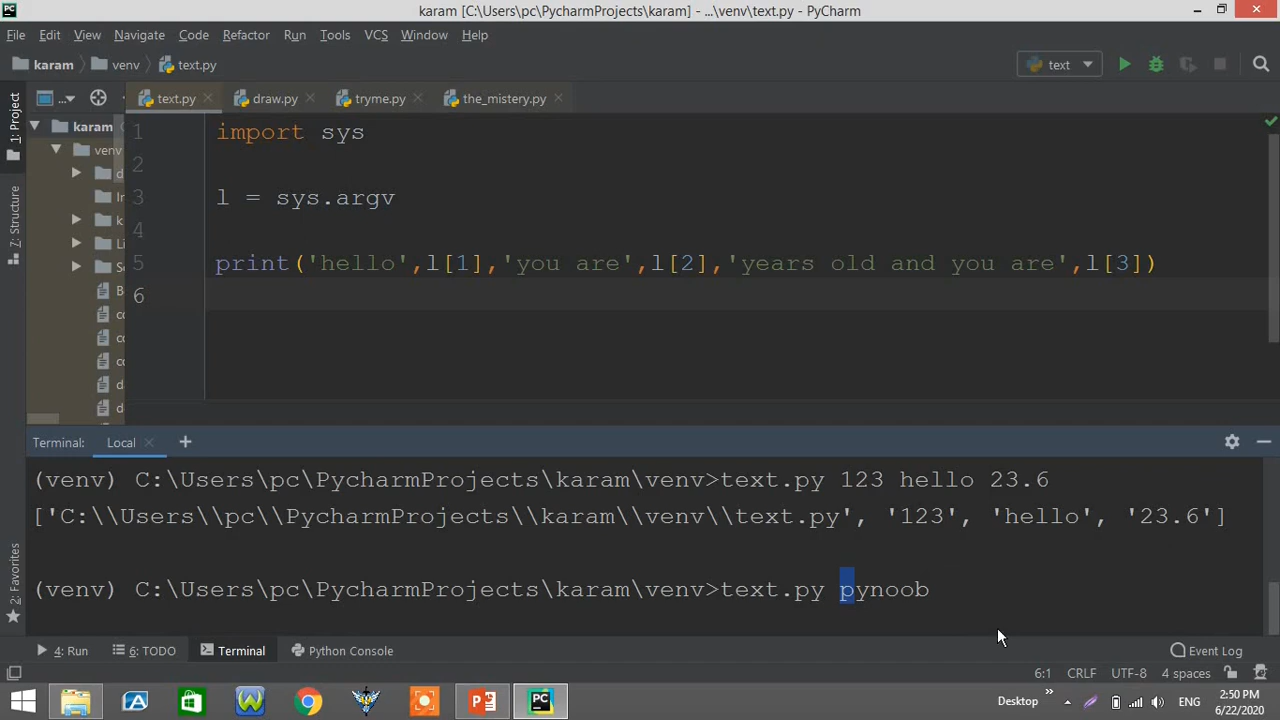 karam [C:\Users\pc\PycharmProjects\karam] - ...\venv\text.py - PyCharm
File Edit View Navigate Code Refactor Run Tools VCS Window Help
karam venv text.py text
1: Project ... text.py draw.py tryme.py the_mistery.py
karam
venv
1 import sys
2
3 l = sys.argv
4
5 print('hello',l[1],'you are',l[2],'years old and you are',l[3])
6
7: Structure
2: Favorites
Terminal: Local +
(venv) C:\Users\pc\PycharmProjects\karam\venv>text.py 123 hello 23.6
['C:\\Users\\pc\\PycharmProjects\\karam\\venv\\text.py', '123', 'hello', '23.6']
(venv) C:\Users\pc\PycharmProjects\karam\venv>text.py pynoob
4: Run 6: TODO Terminal Python Console Event Log
6:1 CRLF UTF-8 4 spaces
Desktop ENG 2:50 PM
6/22/2020